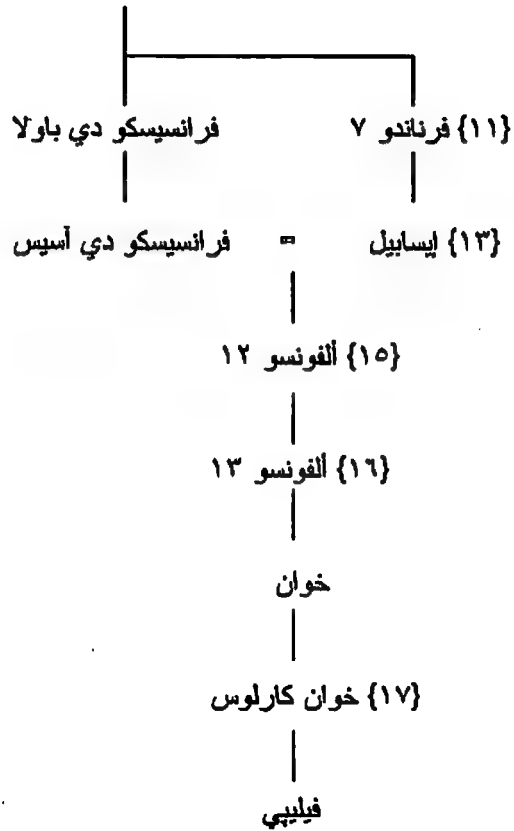 {١١} فرناندو ٧ فرانسيسكو دي باولا
{١٣} إيسابيل = فرانسيسكو دي آسيس
{١٥} ألفونسو ١٢
{١٦} ألفونسو ١٣
خوان
{١٧} خوان كارلوس
فيليپي